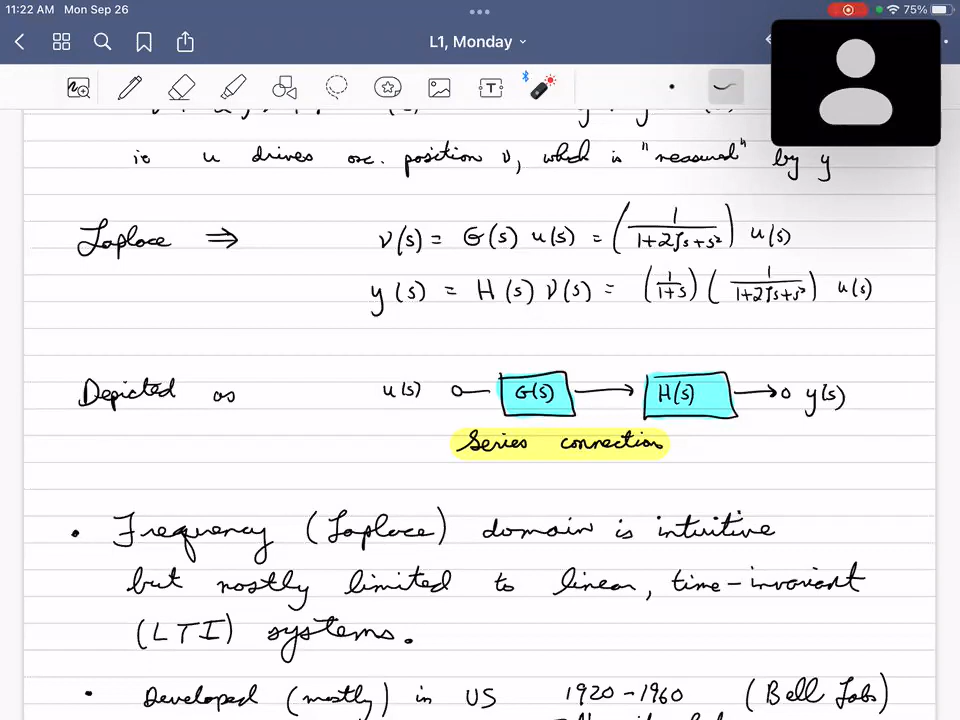 11:22 AM Mon Sep 26
75%
L1, Monday
io u drives osc. position ν, which is "measured" by y
Laplace ⇒ ν(s) = G(s) u(s) = (1/(1+2ζs+s²)) u(s)
y(s) = H(s) ν(s) = (1/(1+s)) (1/(1+2ζs+s²)) u(s)
Depicted as u(s) G(s) H(s) y(s)
Series connection
• Frequency (Laplace) domain is intuitive
but mostly limited to linear, time-invariant
(LTI) systems.
• Developed (mostly) in US 1920-1960 (Bell Labs)